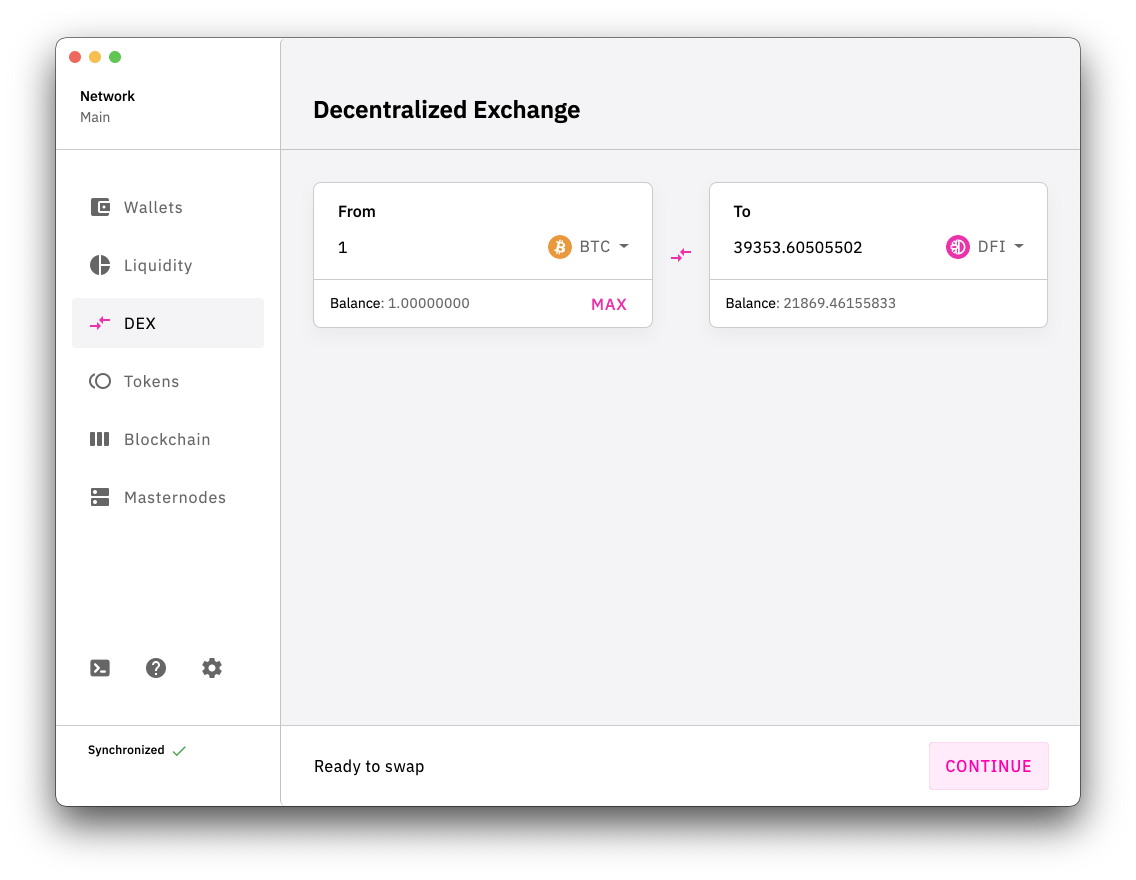 Network
Main
Decentralized Exchange
Wallets
Liquidity
DEX
Tokens
Blockchain
Masternodes
From
1
BTC
Balance: 1.00000000
MAX
To
39353.60505502
DFI
Balance: 21869.46155833
Synchronized
Ready to swap
CONTINUE